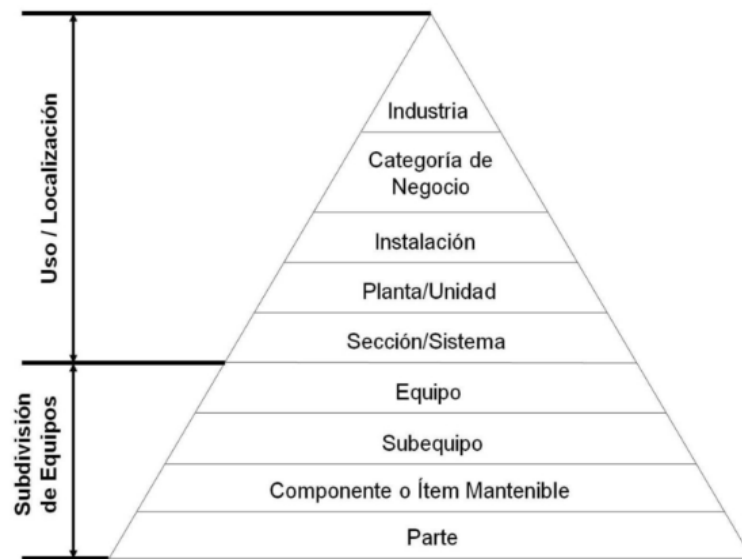 Uso / Localización
Industria
Categoría de
Negocio
Instalación
Planta/Unidad
Sección/Sistema
Subdivisión
de Equipos
Equipo
Subequipo
Componente o Ítem Mantenible
Parte